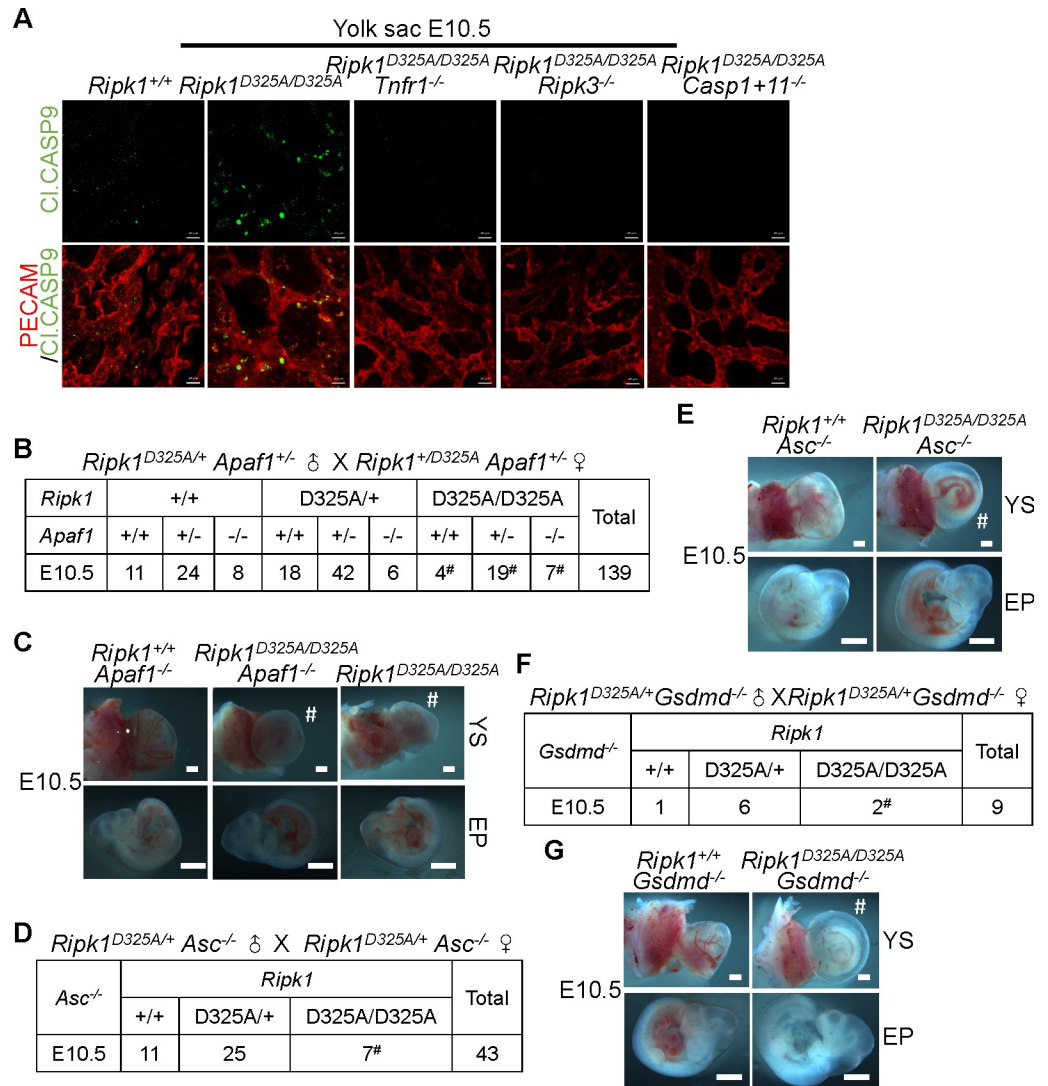 A
Yolk sac E10.5
Ripk1+/+ Ripk1D325A/D325A Ripk1D325A/D325A Tnfr1-/- Ripk1D325A/D325A Ripk3-/- Ripk1D325A/D325A Casp1+11-/-
Cl.CASP9
PECAM
/Cl.CASP9
B
Ripk1D325A/+ Apaf1+/- ♂ X Ripk1+/D325A Apaf1+/- ♀
Ripk1 +/+ D325A/+ D325A/D325A Total
Apaf1 +/+ +/- -/- +/+ +/- -/- +/+ +/- -/-
E10.5 11 24 8 18 42 6 4# 19# 7# 139
C
Ripk1+/+ Apaf1-/- Ripk1D325A/D325A Apaf1-/- Ripk1D325A/D325A
# # YS
E10.5
EP
D
Ripk1D325A/+ Asc-/- ♂ X Ripk1D325A/+ Asc-/- ♀
Asc-/- Ripk1 Total
+/+ D325A/+ D325A/D325A
E10.5 11 25 7# 43
E
Ripk1+/+ Asc-/- Ripk1D325A/D325A Asc-/-
# YS
E10.5
EP
F
Ripk1D325A/+Gsdmd-/- ♂ XRipk1D325A/+Gsdmd-/- ♀
Gsdmd-/- Ripk1 Total
+/+ D325A/+ D325A/D325A
E10.5 1 6 2# 9
G
Ripk1+/+ Gsdmd-/- Ripk1D325A/D325A Gsdmd-/-
# YS
E10.5
EP